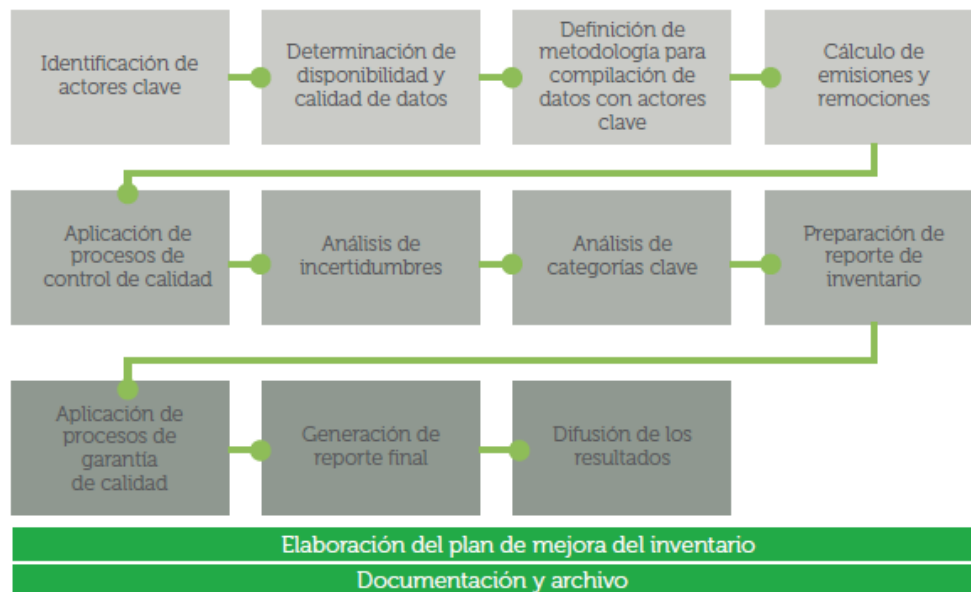 Identificación de
actores clave
Determinación de
disponibilidad y
calidad de datos
Definición de
metodología para
compilación de
datos con actores
clave
Cálculo de
emisiones y
remociones
Aplicación de
procesos de
control de calidad
Análisis de
incertidumbres
Análisis de
categorías clave
Preparación de
reporte de
inventario
Aplicación de
procesos de
garantía
de calidad
Generación de
reporte final
Difusión de los
resultados
Elaboración del plan de mejora del inventario
Documentación y archivo